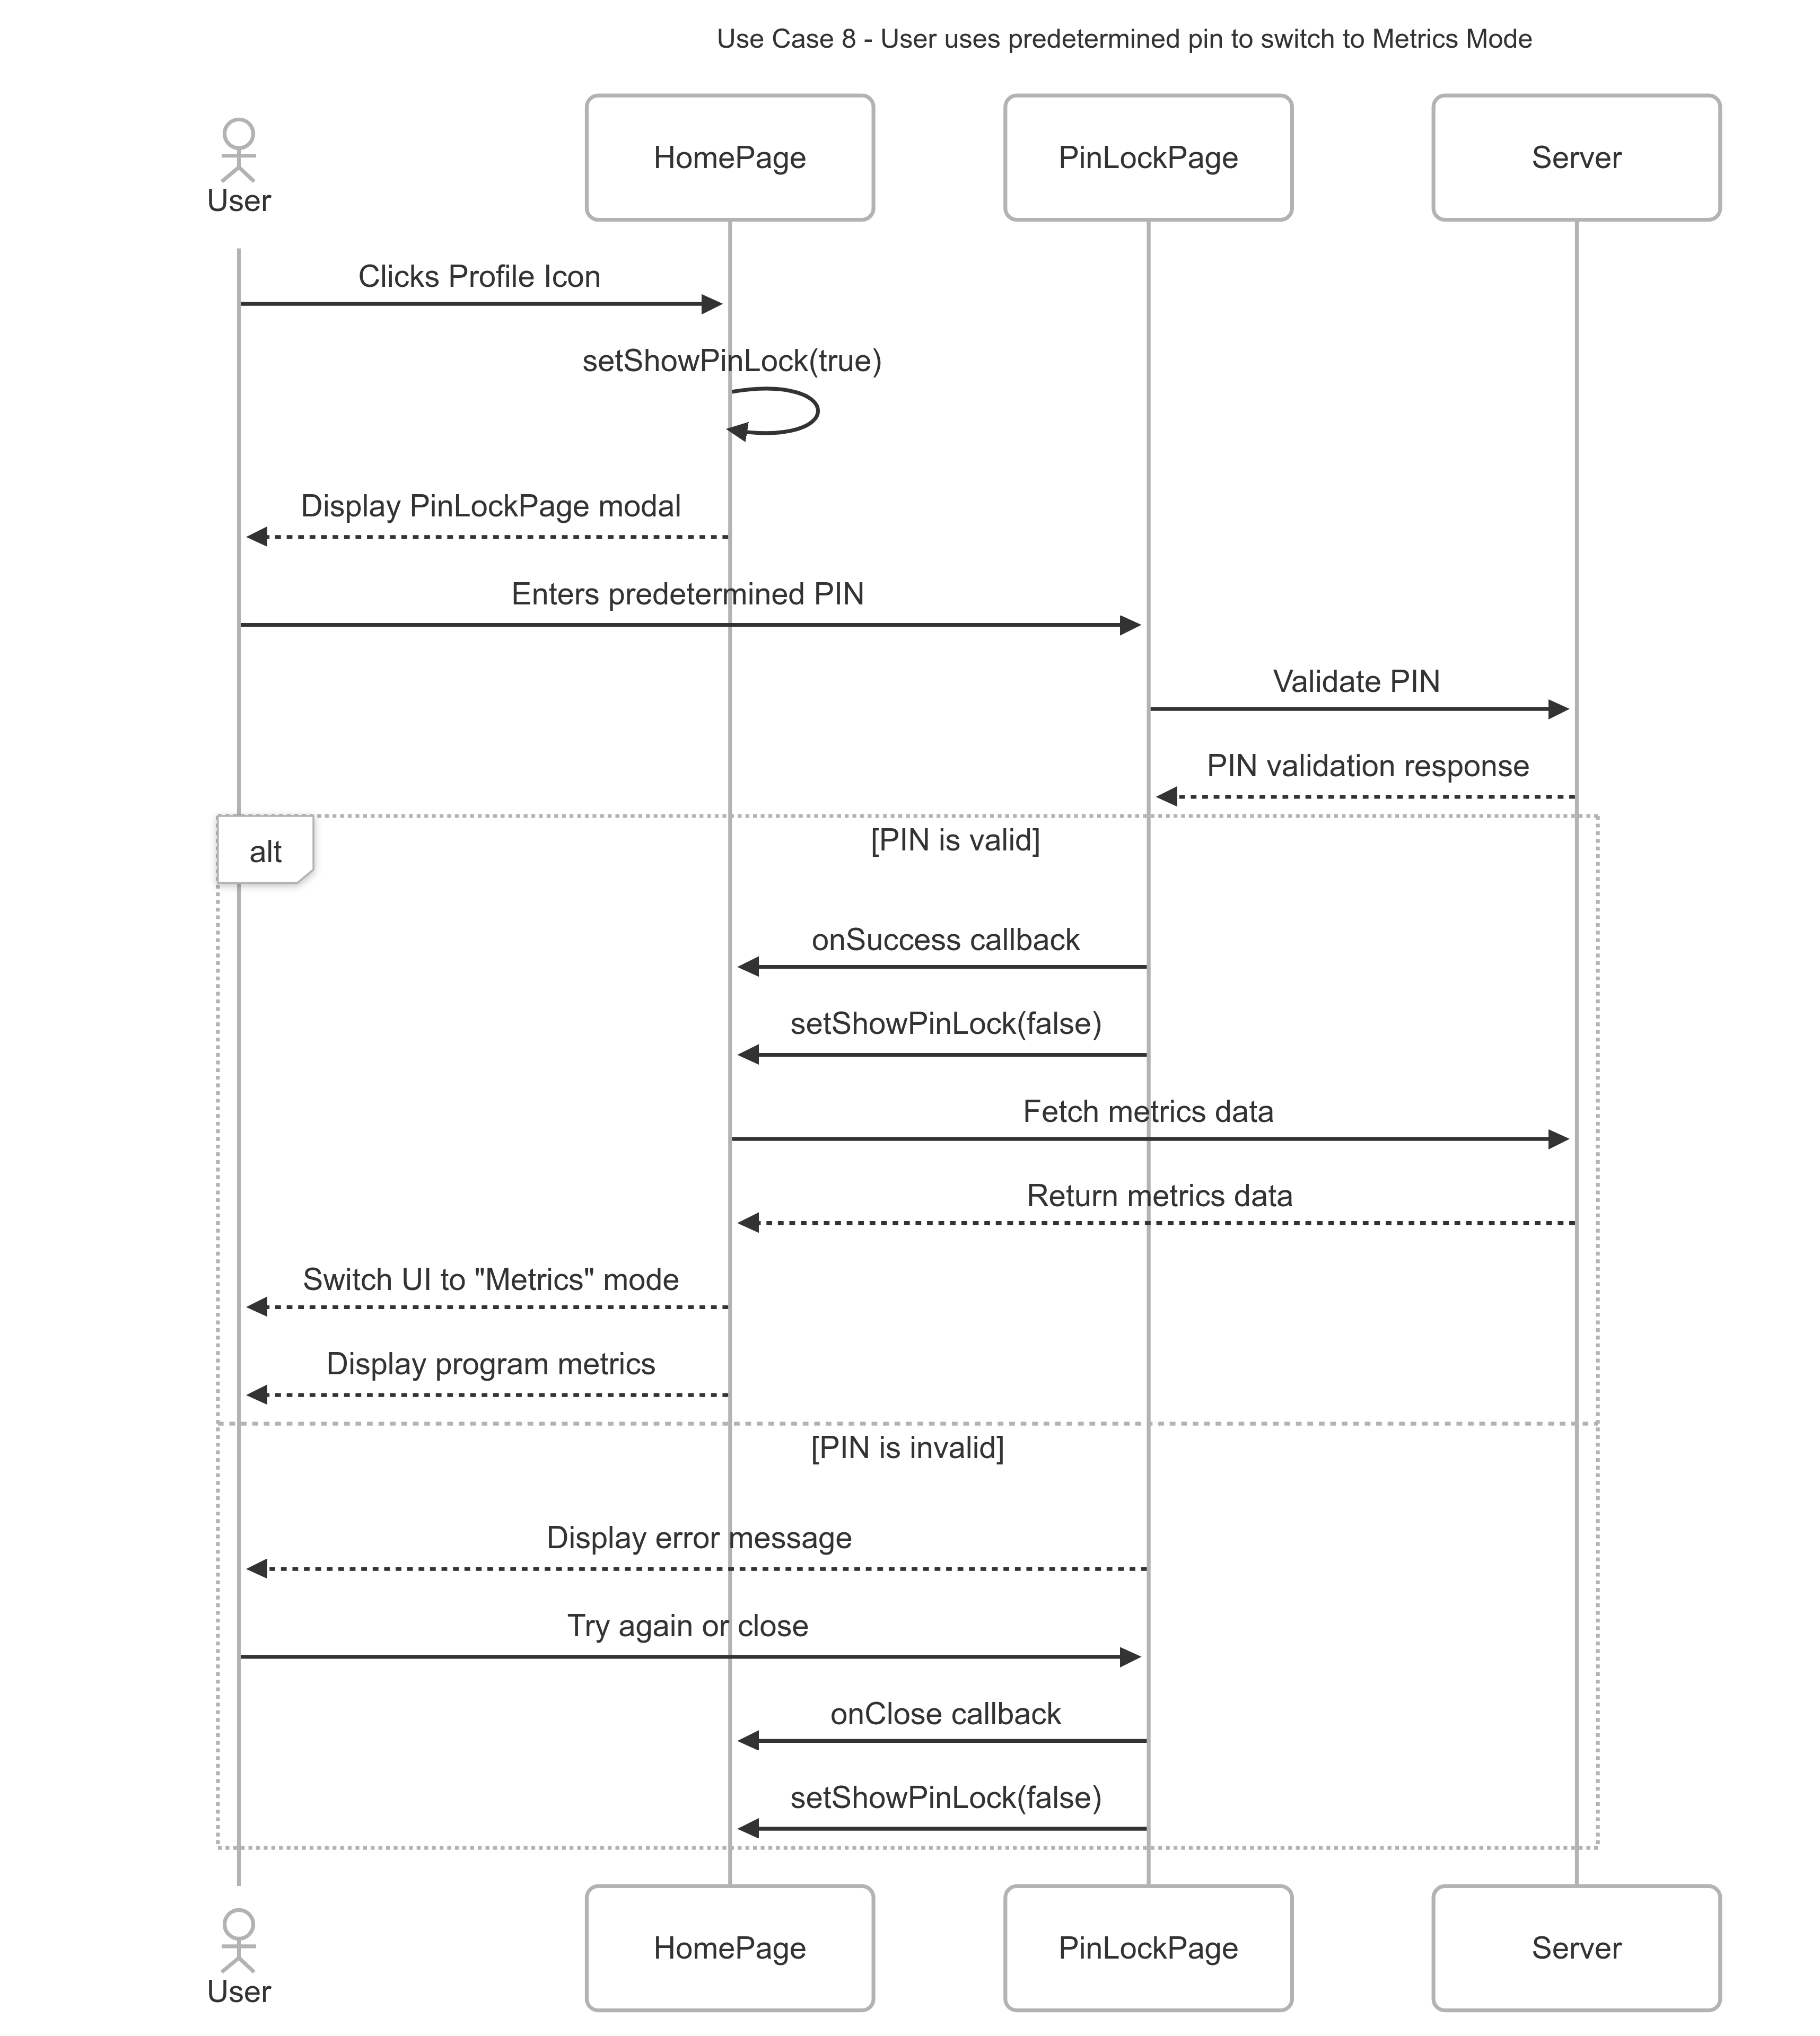 Use Case 8 - User uses predetermined pin to switch to Metrics Mode
User
HomePage
PinLockPage
Server
Clicks Profile Icon
setShowPinLock(true)
Display PinLockPage modal
Enters predetermined PIN
Validate PIN
PIN validation response
alt
[PIN is valid]
onSuccess callback
setShowPinLock(false)
Fetch metrics data
Return metrics data
Switch UI to "Metrics" mode
Display program metrics
[PIN is invalid]
Display error message
Try again or close
onClose callback
setShowPinLock(false)
User
HomePage
PinLockPage
Server